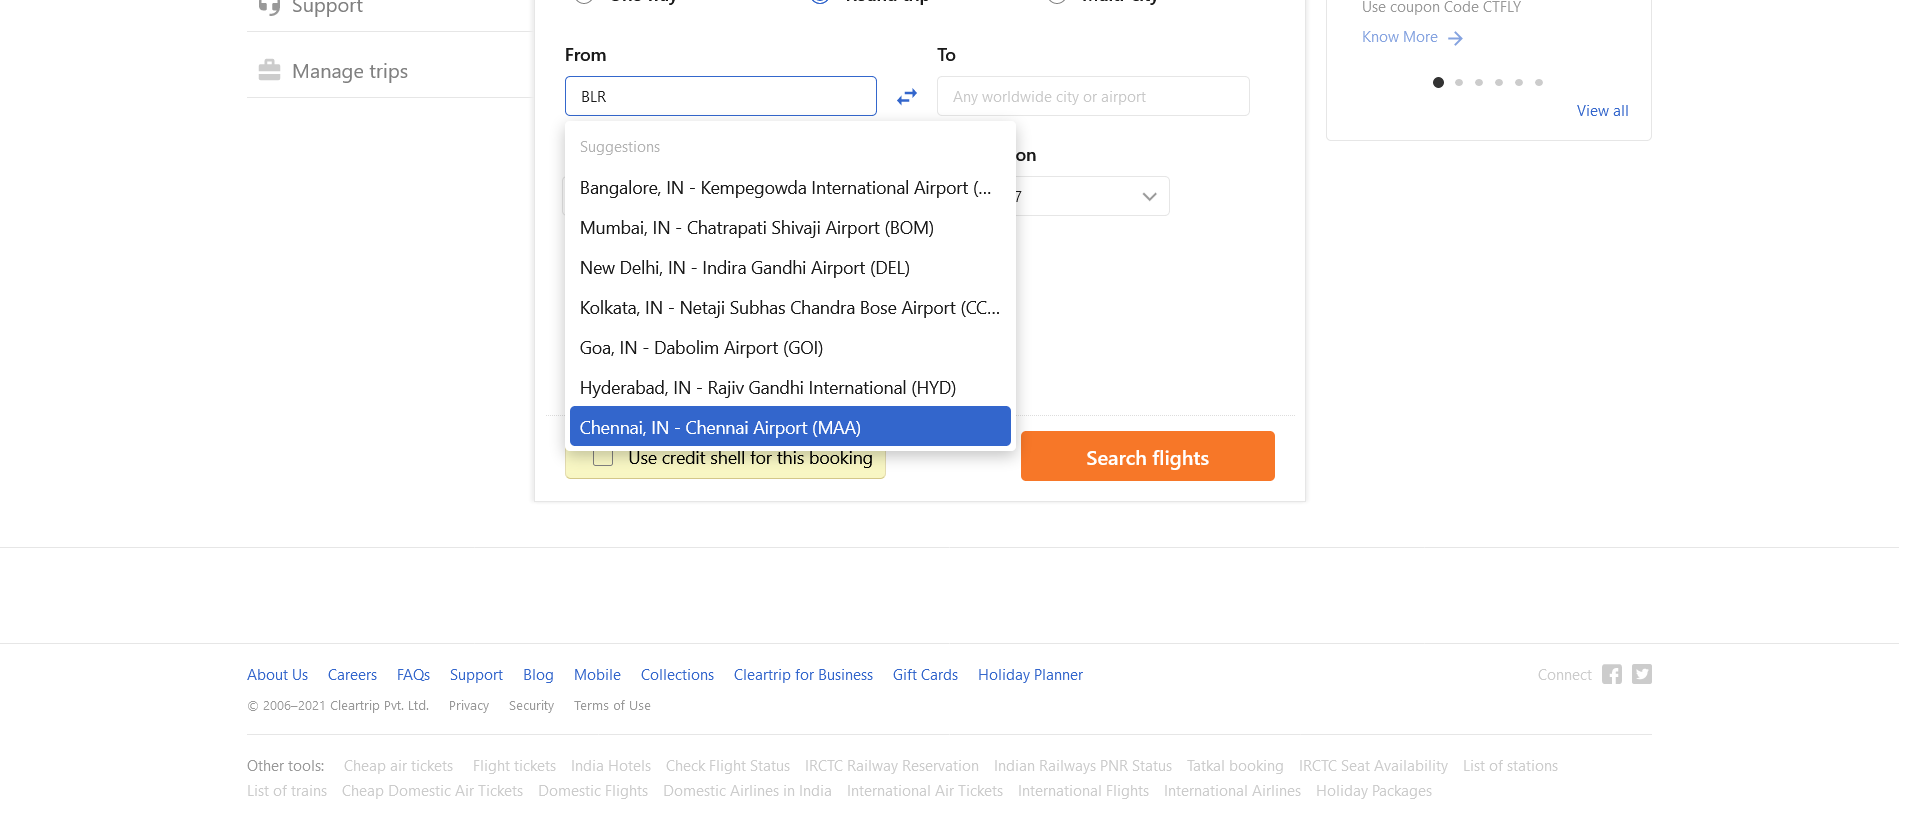 Support
Use coupon Code CTFLY
Know More
Manage trips
From
To
BLR
Any worldwide city or airport
View all
Suggestions
on
Bangalore, IN - Kempegowda International Airport (...
7
Mumbai, IN - Chatrapati Shivaji Airport (BOM)
New Delhi, IN - Indira Gandhi Airport (DEL)
Kolkata, IN - Netaji Subhas Chandra Bose Airport (CC...
Goa, IN - Dabolim Airport (GOI)
Hyderabad, IN - Rajiv Gandhi International (HYD)
Chennai, IN - Chennai Airport (MAA)
Use credit shell for this booking
Search flights
About Us Careers FAQs Support Blog Mobile Collections Cleartrip for Business Gift Cards Holiday Planner
Connect
© 2006–2021 Cleartrip Pvt. Ltd. Privacy Security Terms of Use
Other tools: Cheap air tickets Flight tickets India Hotels Check Flight Status IRCTC Railway Reservation Indian Railways PNR Status Tatkal booking IRCTC Seat Availability List of stations
List of trains Cheap Domestic Air Tickets Domestic Flights Domestic Airlines in India International Air Tickets International Flights International Airlines Holiday Packages